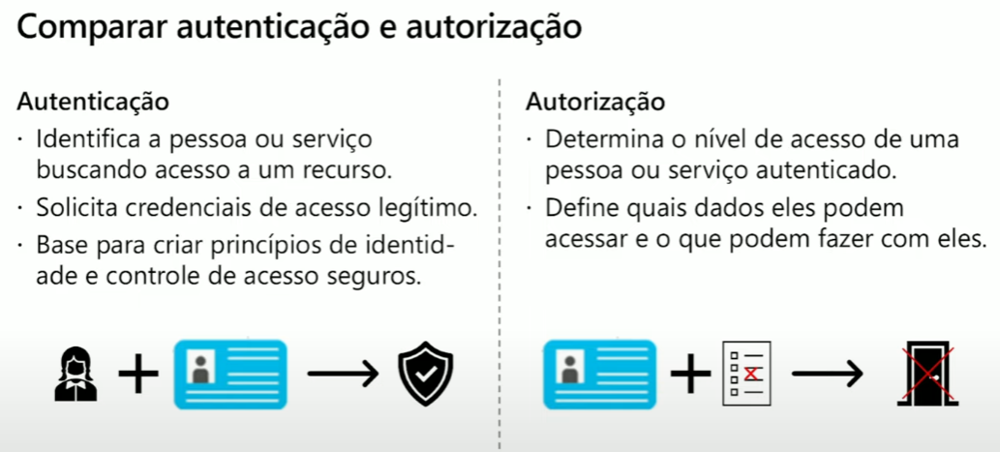 Comparar autenticação e autorização
Autenticação
· Identifica a pessoa ou serviço
buscando acesso a um recurso.
· Solicita credenciais de acesso legítimo.
· Base para criar princípios de identid-
ade e controle de acesso seguros.
Autorização
· Determina o nível de acesso de uma
pessoa ou serviço autenticado.
· Define quais dados eles podem
acessar e o que podem fazer com eles.